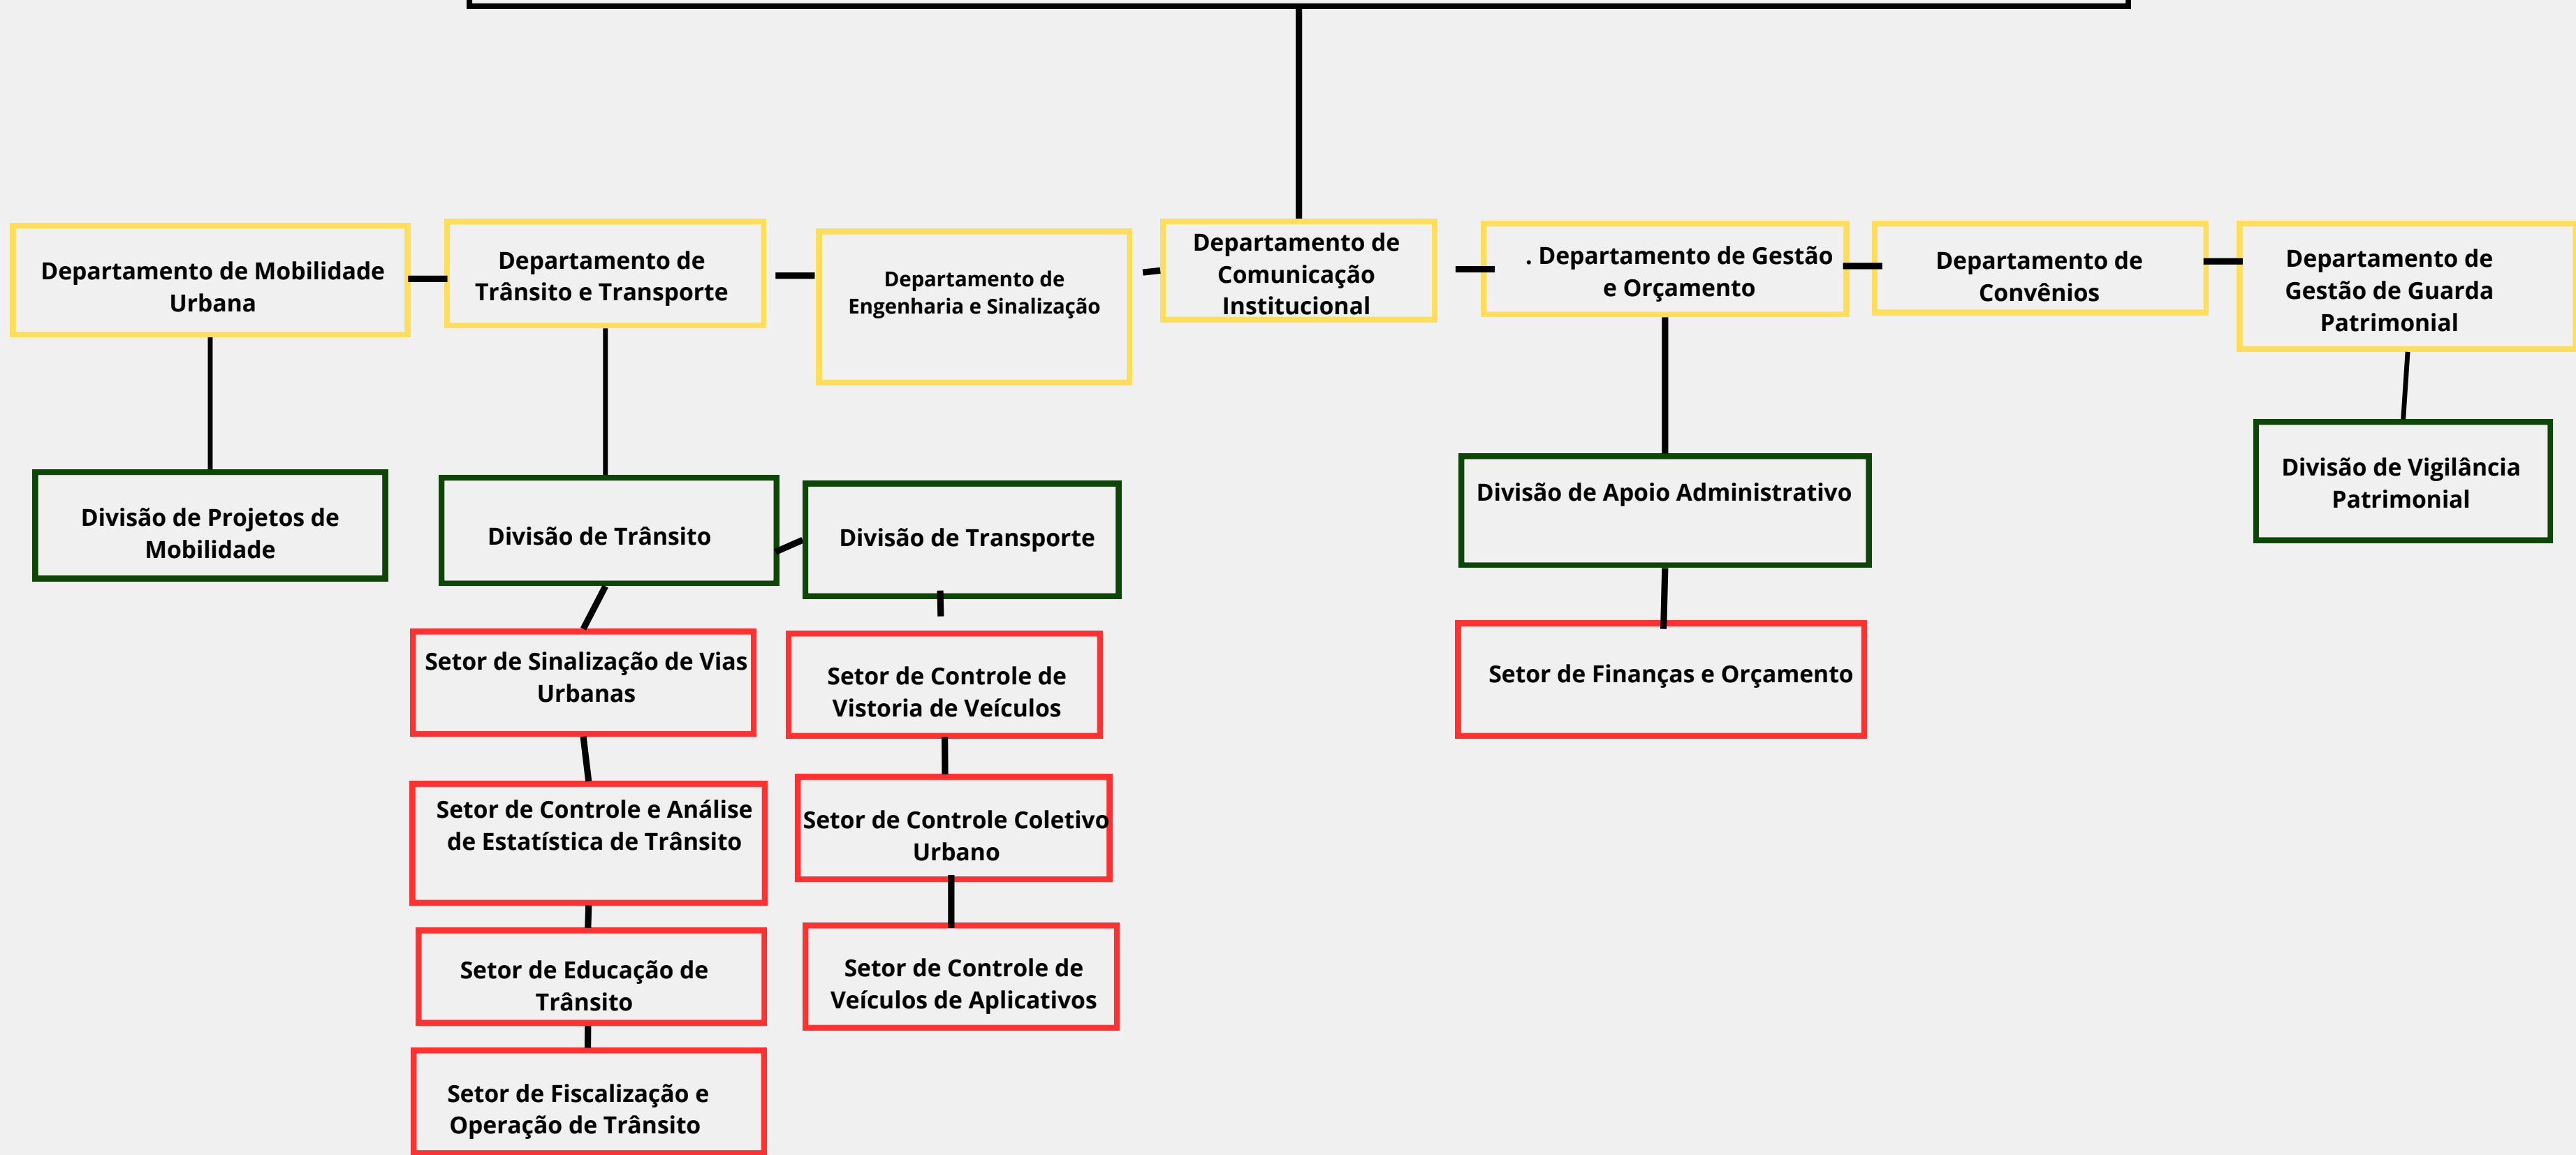 Departamento de Mobilidade
Urbana
Departamento de
Trânsito e Transporte
Departamento de
Engenharia e Sinalização
Departamento de
Comunicação
Institucional
. Departamento de Gestão
e Orçamento
Departamento de
Convênios
Departamento de
Gestão de Guarda
Patrimonial
Divisão de Projetos de
Mobilidade
Divisão de Trânsito
Divisão de Transporte
Divisão de Apoio Administrativo
Divisão de Vigilância
Patrimonial
Setor de Sinalização de Vias
Urbanas
Setor de Controle de
Vistoria de Veículos
Setor de Finanças e Orçamento
Setor de Controle e Análise
de Estatística de Trânsito
Setor de Controle Coletivo
Urbano
Setor de Educação de
Trânsito
Setor de Controle de
Veículos de Aplicativos
Setor de Fiscalização e
Operação de Trânsito